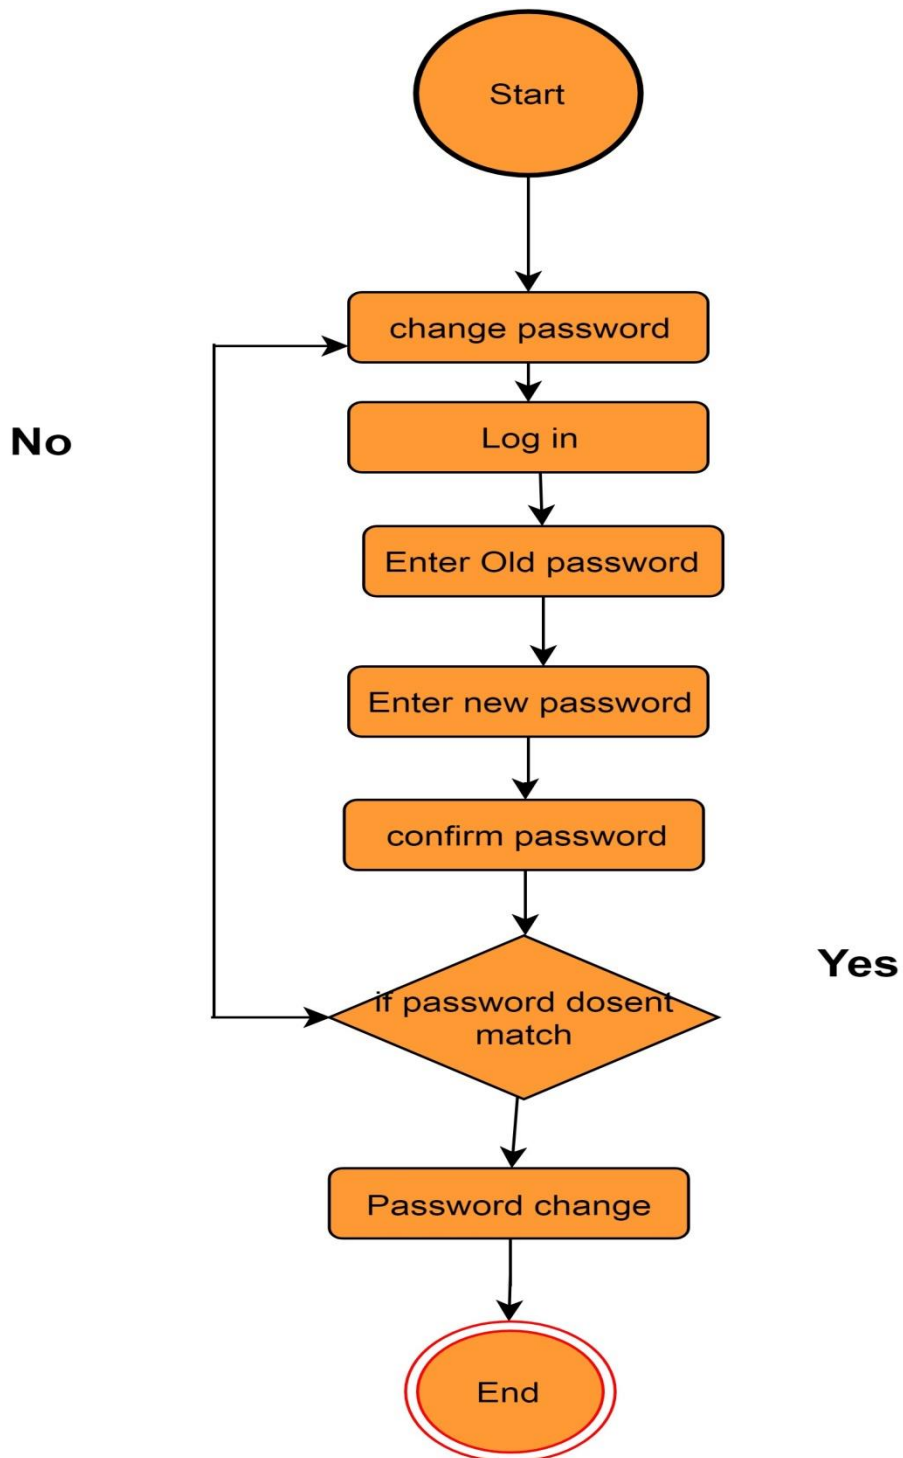 Start
change password
No
Log in
Enter Old password
Enter new password
confirm password
Yes
if password dosent
match
Password change
End